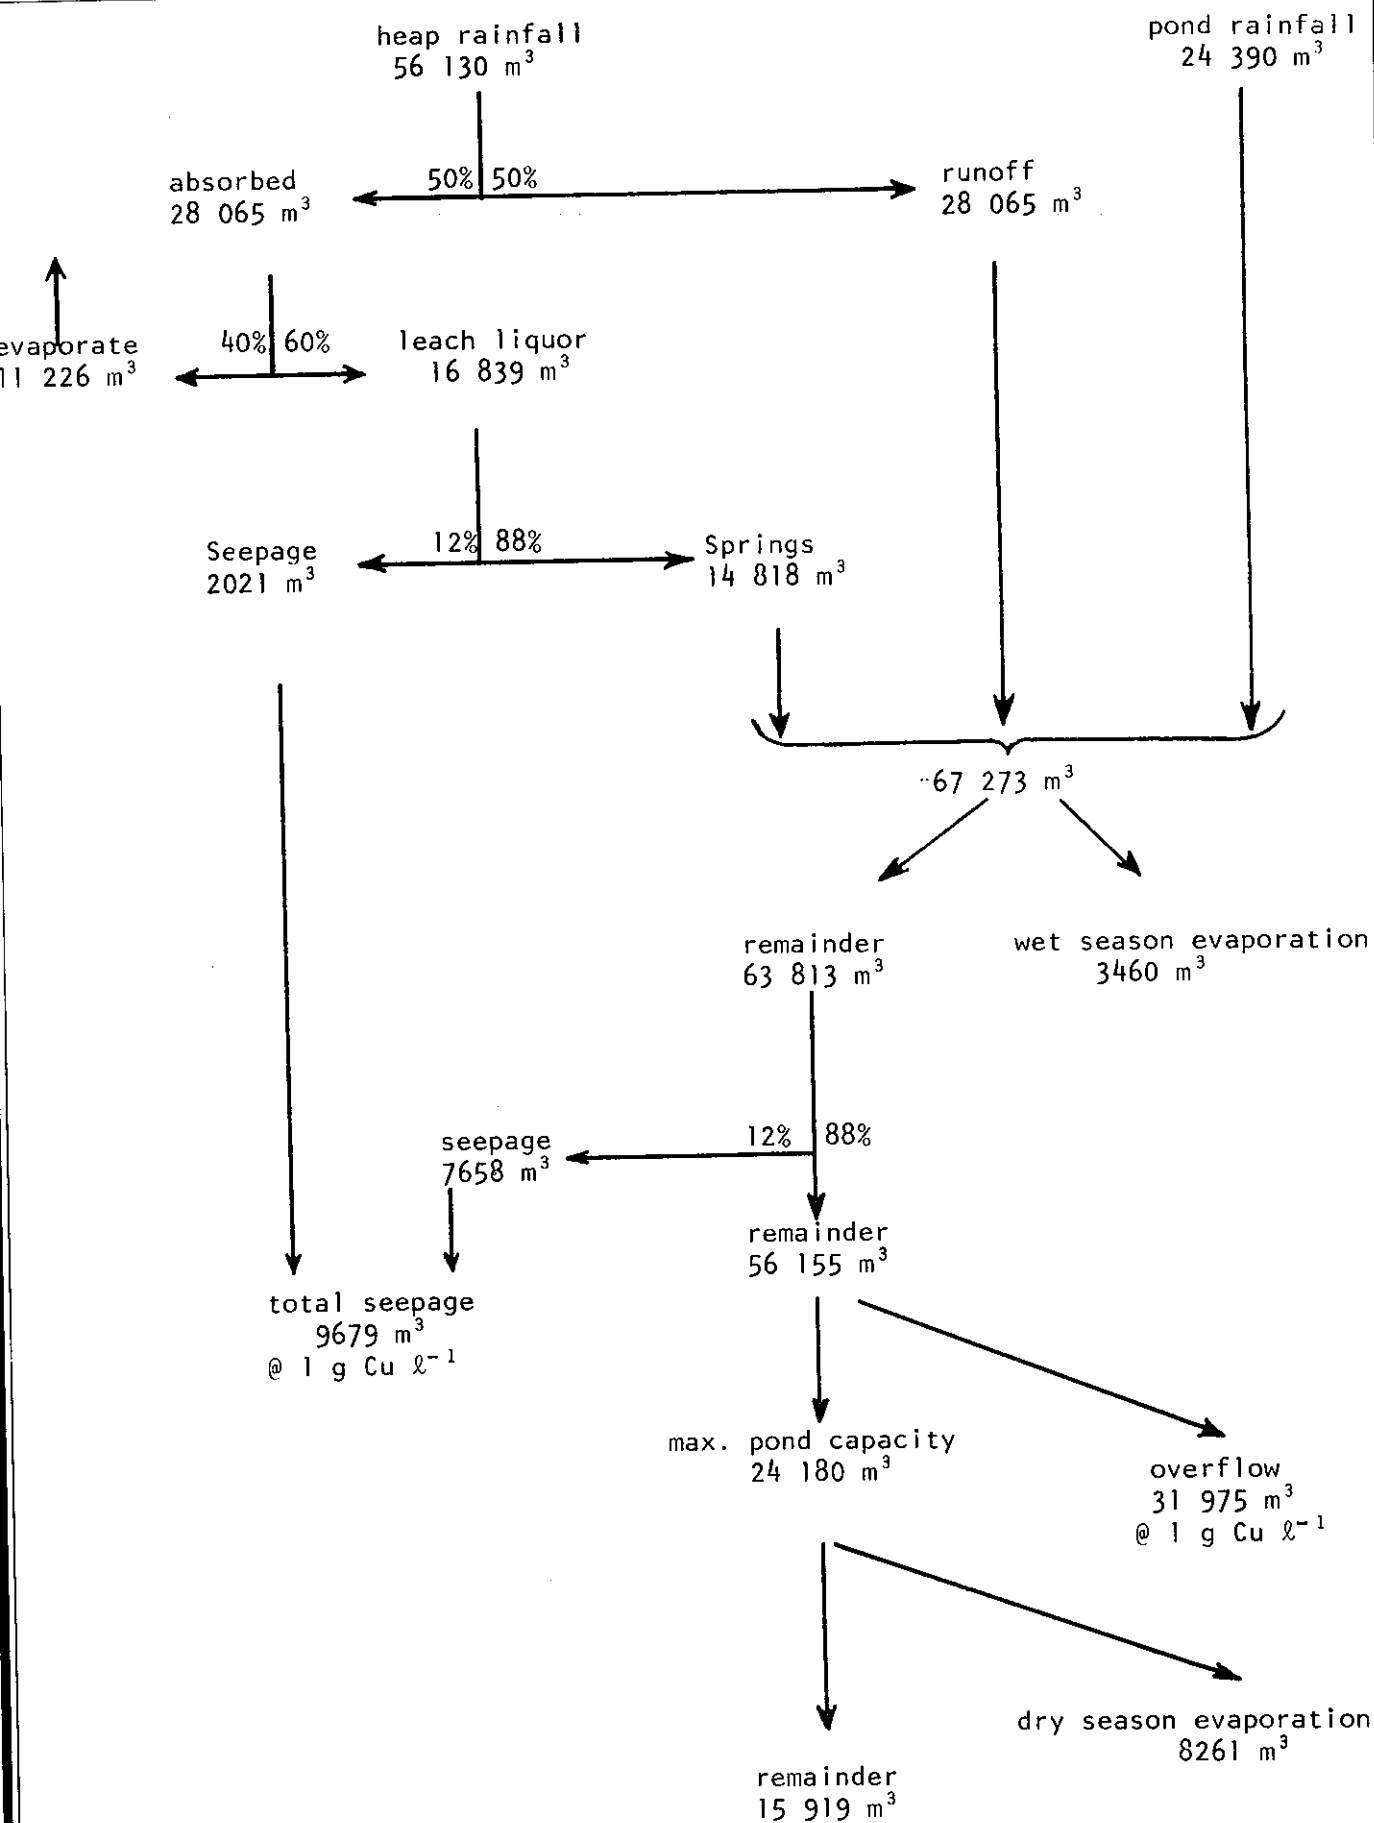 heap rainfall
56 130 m³
pond rainfall
24 390 m³
absorbed
28 065 m³
50% 50%
runoff
28 065 m³
evaporate
11 226 m³
40% 60%
leach liquor
16 839 m³
Seepage
2021 m³
12% 88%
Springs
14 818 m³
67 273 m³
remainder
63 813 m³
wet season evaporation
3460 m³
seepage
7658 m³
12% 88%
remainder
56 155 m³
total seepage
9679 m³
@ 1 g Cu ℓ⁻¹
max. pond capacity
24 180 m³
overflow
31 975 m³
@ 1 g Cu ℓ⁻¹
dry season evaporation
8261 m³
remainder
15 919 m³